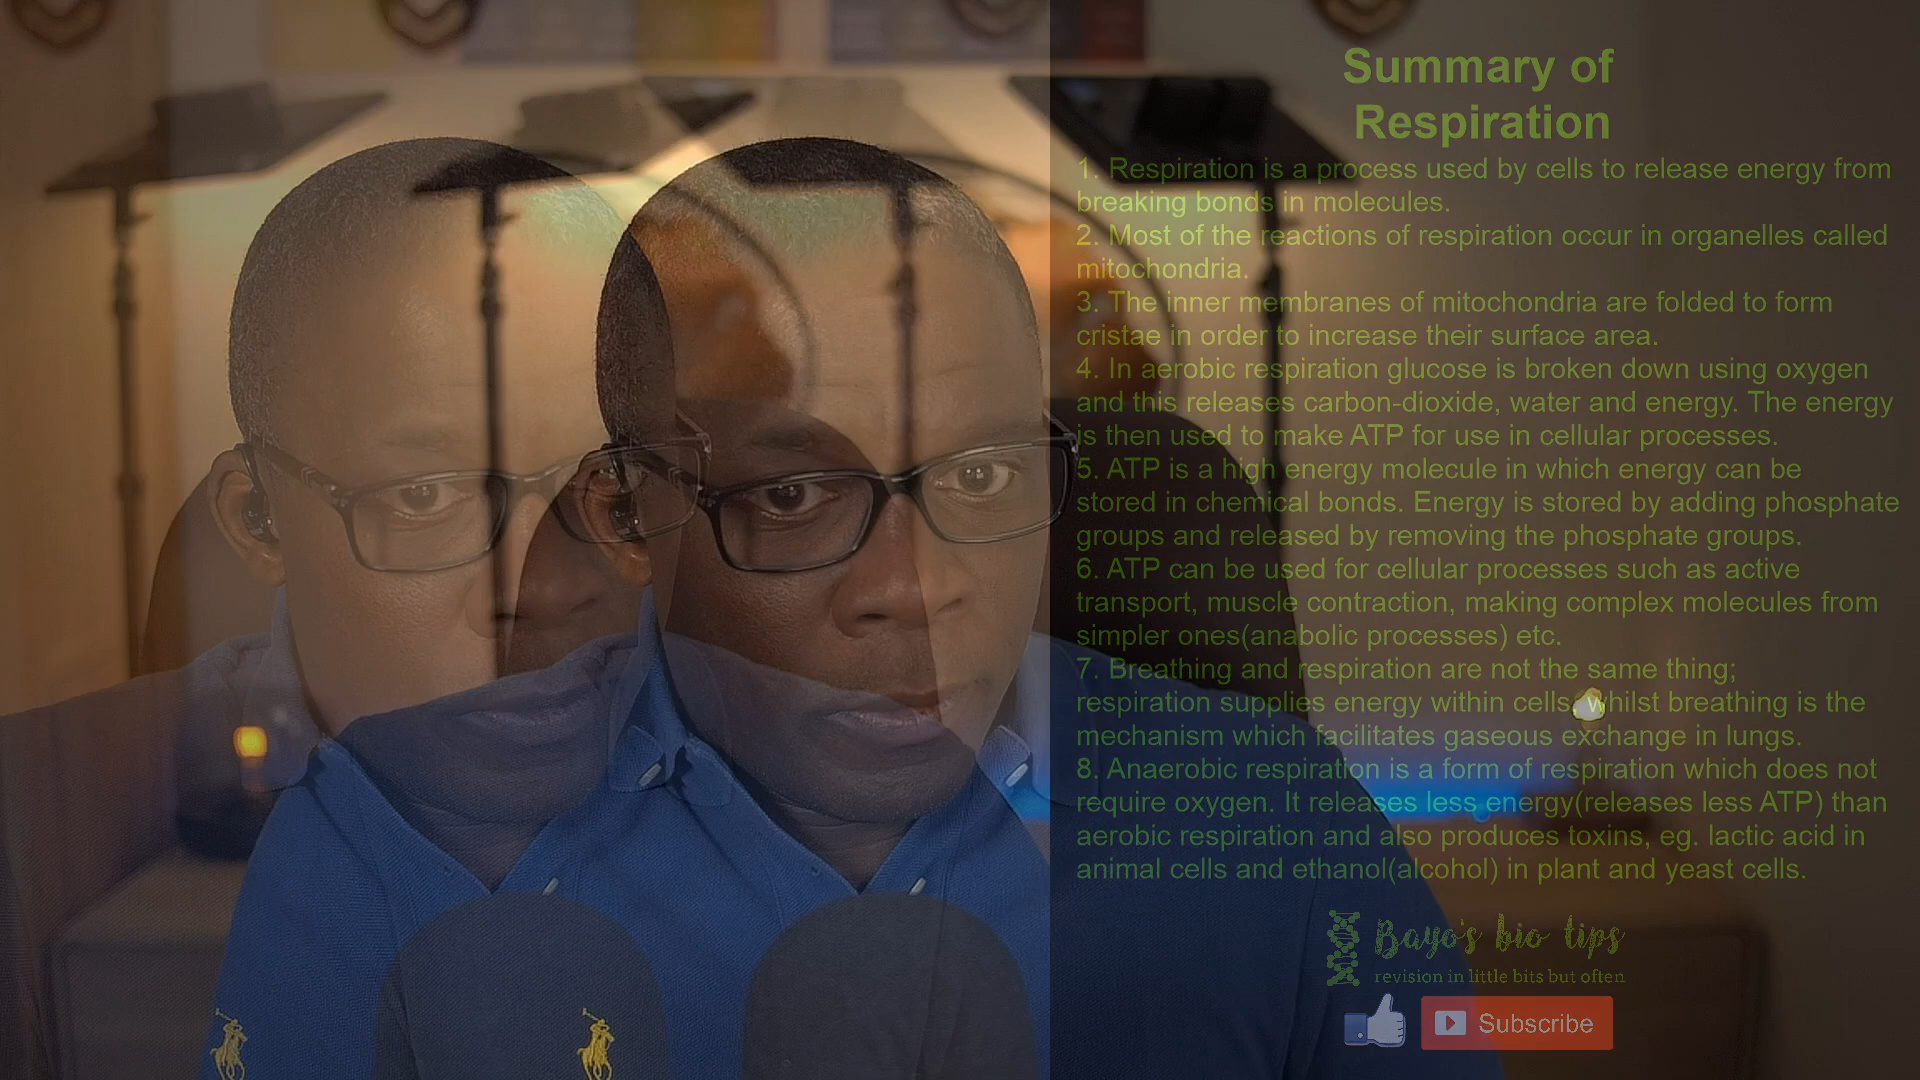 Summary of
Respiration
1. Respiration is a process used by cells to release energy from
breaking bonds in molecules.
2. Most of the reactions of respiration occur in organelles called
mitochondria.
3. The inner membranes of mitochondria are folded to form
cristae in order to increase their surface area.
4. In aerobic respiration glucose is broken down using oxygen
and this releases carbon-dioxide, water and energy. The energy
is then used to make ATP for use in cellular processes.
5. ATP is a high energy molecule in which energy can be
stored in chemical bonds. Energy is stored by adding phosphate
groups and released by removing the phosphate groups.
6. ATP can be used for cellular processes such as active
transport, muscle contraction, making complex molecules from
simpler ones(anabolic processes) etc.
7. Breathing and respiration are not the same thing;
respiration supplies energy within cells, whilst breathing is the
mechanism which facilitates gaseous exchange in lungs.
8. Anaerobic respiration is a form of respiration which does not
require oxygen. It releases less energy(releases less ATP) than
aerobic respiration and also produces toxins, eg. lactic acid in
animal cells and ethanol(alcohol) in plant and yeast cells.
Bayo's bio tips
revision in little bits but often
Subscribe